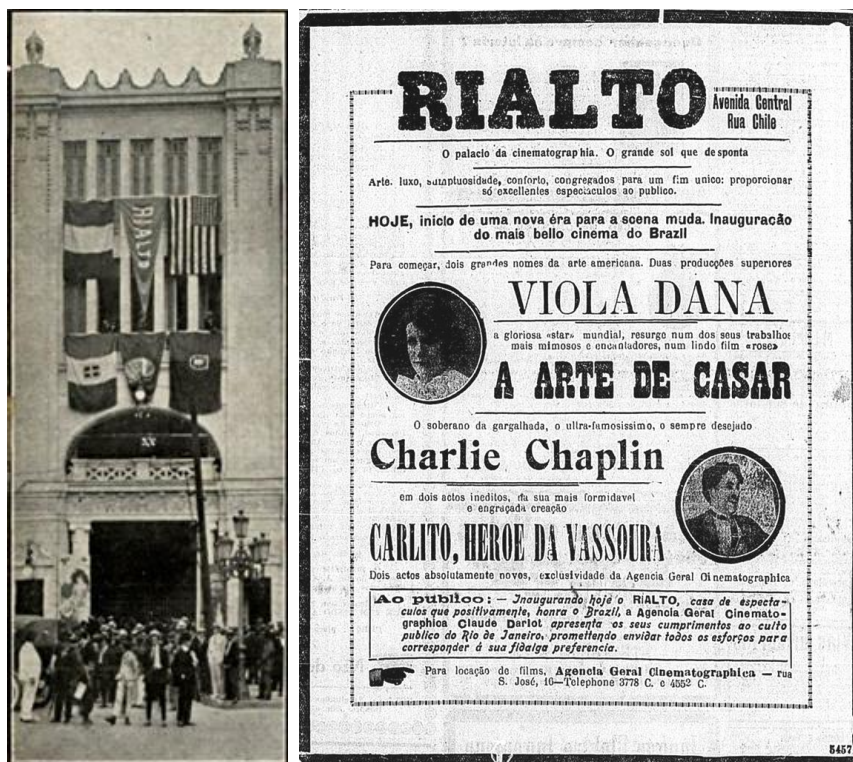 RIALTO
RIALTO
Avenida Central
Rua Chile
O palacio da cinematographia. O grande sol que desponta
Arte. luxo, sumptuosidade, conforto, congregados para um fim unico: proporcionar
só excellentes espectaculos ao publico.
HOJE, inicio de uma nova éra para a scena muda. Inauguração
do mais bello cinema do Brazil
Para começar, dois grandes nomes da arte americana. Duas producções superiores
VIOLA DANA
a gloriosa «star» mundial, resurge num dos seus trabalhos
mais mimosos e encantadores, num lindo film «rose»
A ARTE DE CASAR
O soberano da gargalhada, o ultra-famosissimo, o sempre desejado
Charlie Chaplin
em dois actos ineditos, da sua mais formidavel
e engraçada creação
CARLITO, HEROE DA VASSOURA
Dois actos absolutamente novos, exclusividade da Agencia Geral Cinematographica
Ao publico: — Inaugurando hoje o RIALTO, casa de especta-
culos que positivamente, honra o Brazil, a Agencia Geral Cinemato-
graphica Claude Darlot apresenta os seus cumprimentos ao culto
publico do Rio de Janeiro, promettendo envidar todos os esforços para
corresponder á sua fidalga preferencia.
Para locação de films, Agencia Geral Cinematographica — rua
S. José, 16—Telephone 3778 C. e 4552 C.
5457